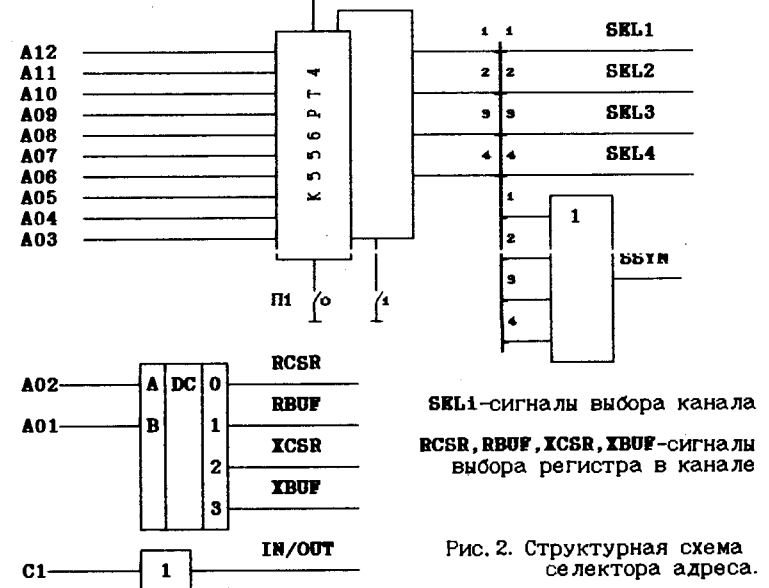 A12
A11
A10
A09
A08
A07
A06
A05
A04
A03
К556РТ4
П1
0
1
1 1 SEL1
2 2 SEL2
3 3 SEL3
4 4 SEL4
1
2
3
4
1
SSYN
A02
A01
A DC 0
B 1
2
3
RCSR
RBUF
XCSR
XBUF
C1
1
IN/OUT
SELi-сигналы выбора канала
RCSR,RBUF,XCSR,XBUF-сигналы
выбора регистра в канале
Рис.2. Структурная схема
селектора адреса.